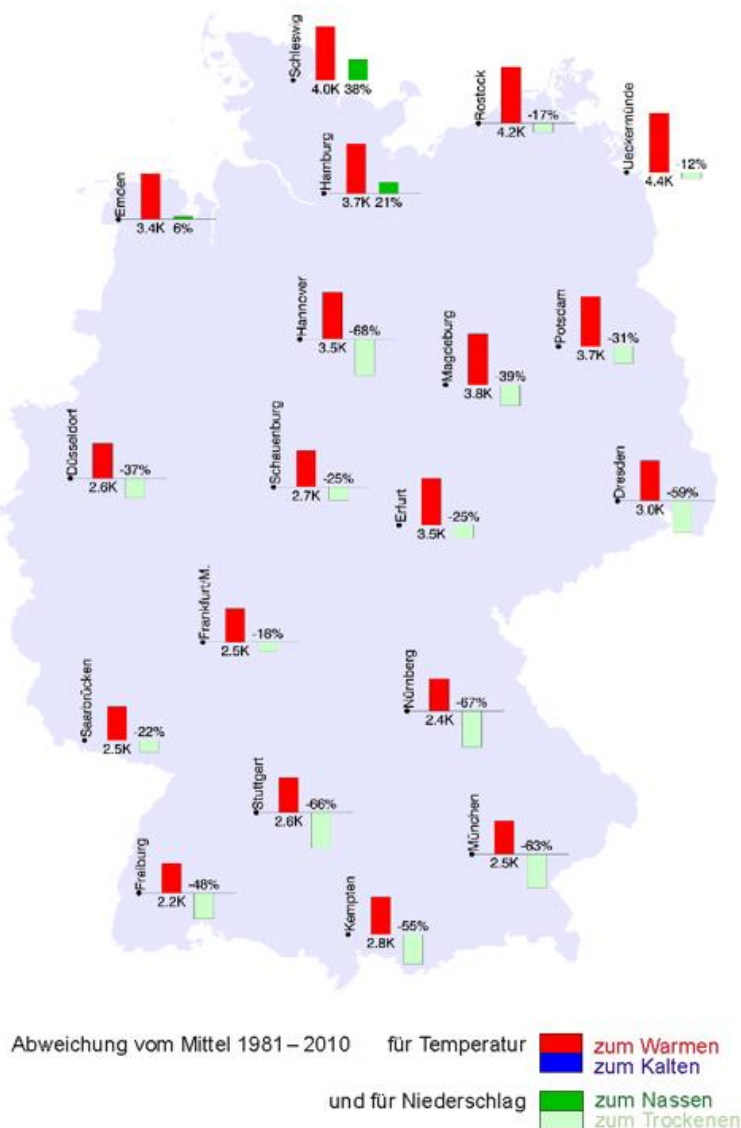 Schleswig
4.0K 38%
Rostock
-17%
4.2K
Ueckermünde
-12%
4.4K
Hamburg
3.7K 21%
Emden
3.4K 6%
Hannover
-68%
3.5K
Potsdam
-31%
3.7K
Magdeburg
-39%
3.8K
Düsseldorf
-37%
2.6K
Schauenburg
-25%
2.7K
Erfurt
-25%
3.5K
Dresden
-59%
3.0K
Frankfurt/M.
-18%
2.5K
Nürnberg
-67%
2.4K
Saarbrücken
-22%
2.5K
Stuttgart
-66%
2.6K
München
-63%
2.5K
Freiburg
-48%
2.2K
Kempten
-55%
2.8K
Abweichung vom Mittel 1981 – 2010 für Temperatur zum Warmen
zum Kalten
und für Niederschlag zum Nassen
zum Trockenen